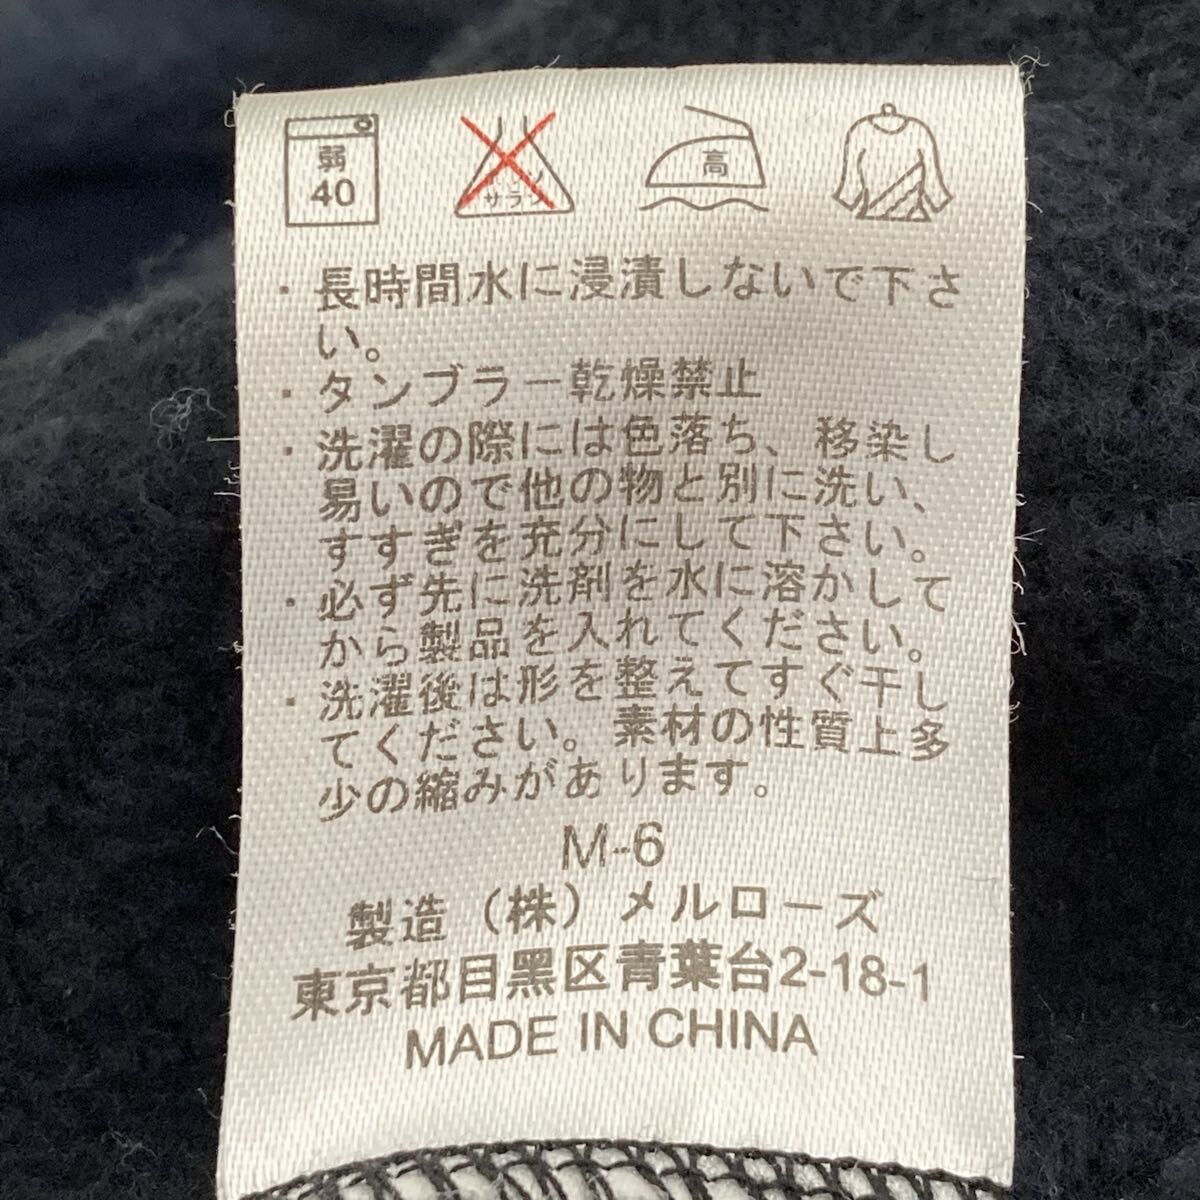 弱
40
サラシ
高
・長時間水に浸漬しないで下さ
い。
・タンブラー乾燥禁止
・洗濯の際には色落ち、移染し
易いので他の物と別に洗い、
すすぎを充分にして下さい。
・必ず先に洗剤を水に溶かして
から製品を入れてください。
・洗濯後は形を整えてすぐ干し
てください。素材の性質上多
少の縮みがあります。
M-6
製造（株）メルローズ
東京都目黒区青葉台2-18-1
MADE IN CHINA